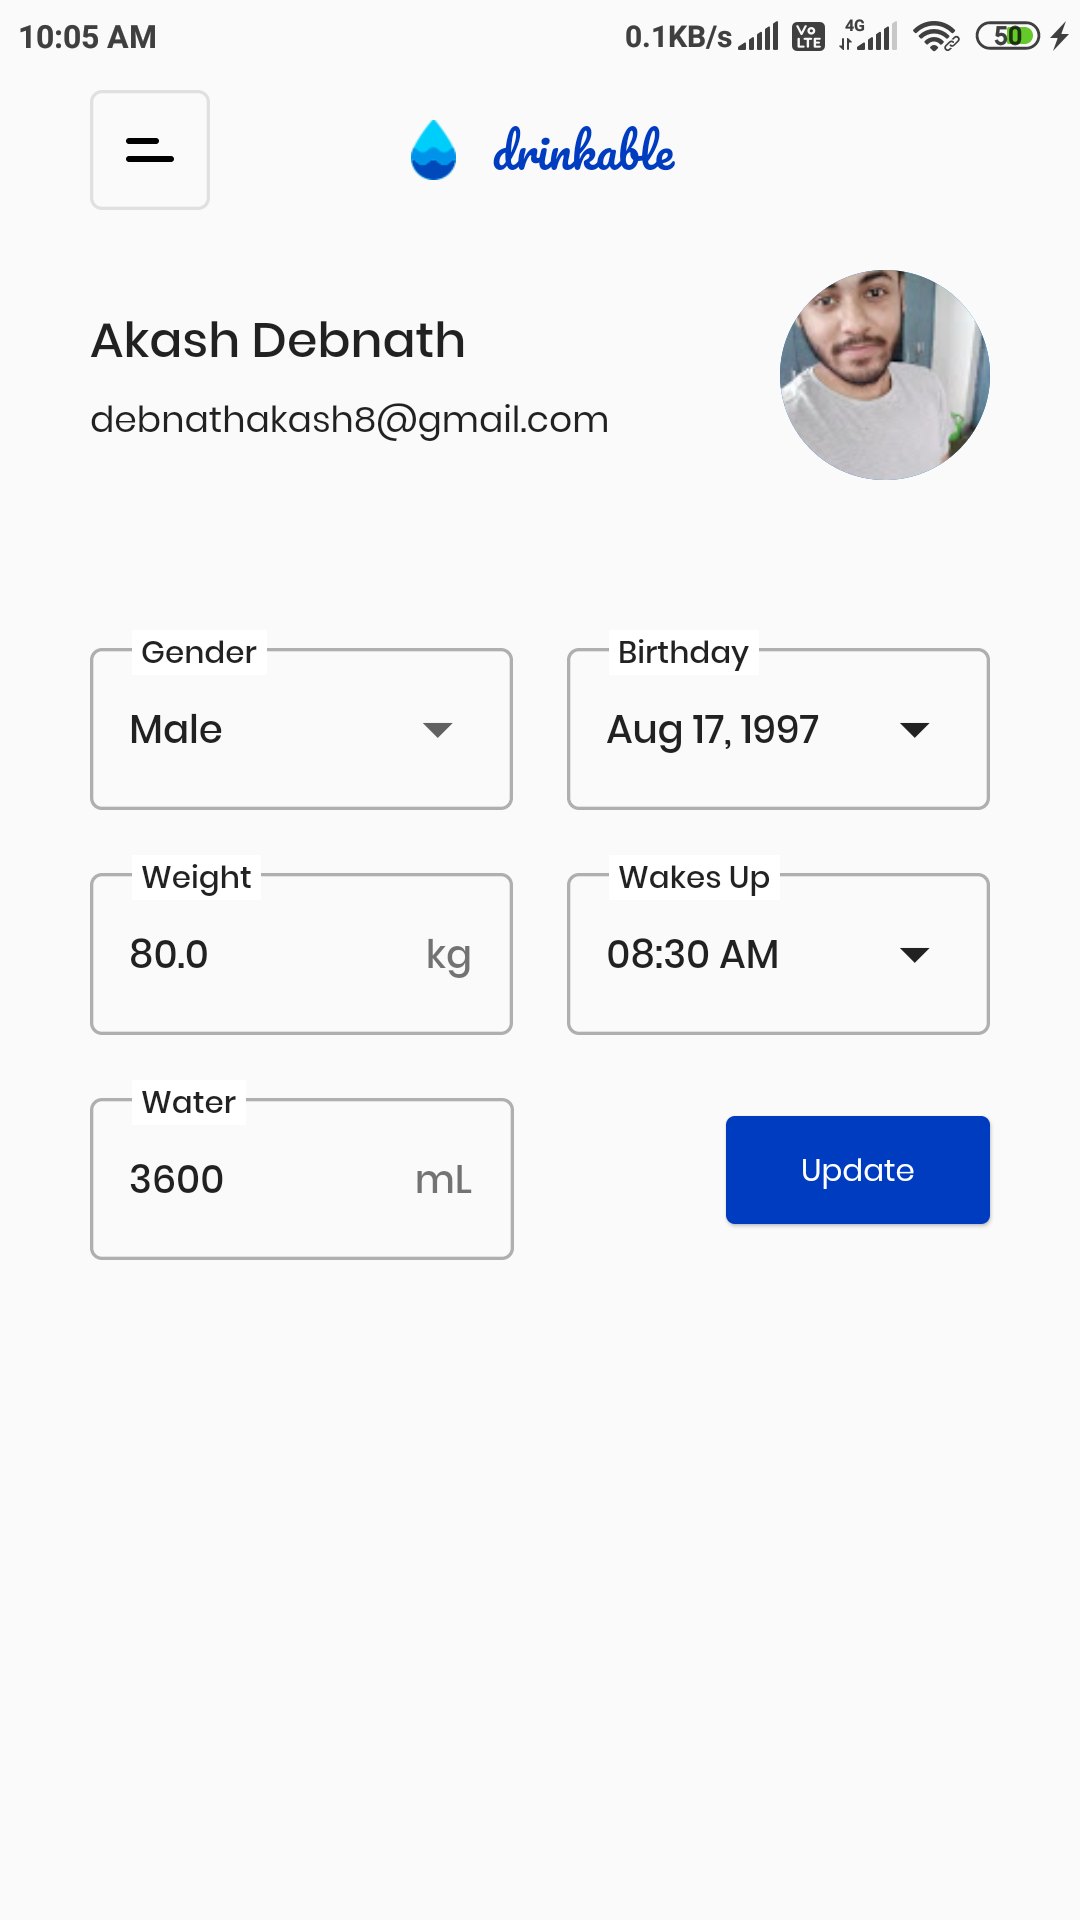 10:05 AM 0.1KB/s Vo LTE 4G 50
drinkable
Akash Debnath
debnathakash8@gmail.com
Gender Birthday
Male Aug 17, 1997
Weight Wakes Up
80.0 kg 08:30 AM
Water
3600 mL Update